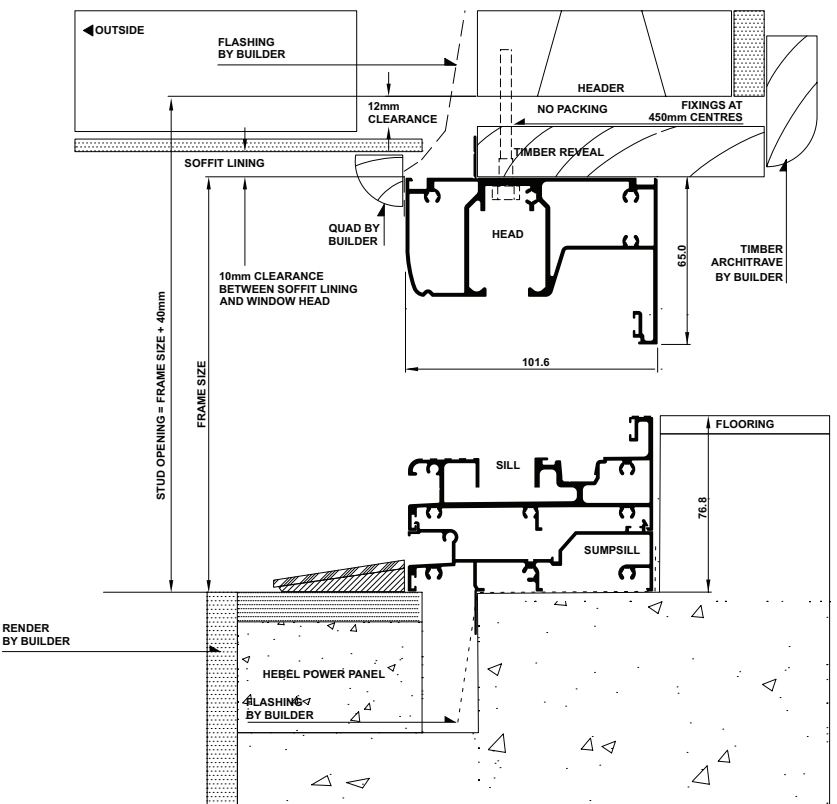 OUTSIDE
FLASHING
BY BUILDER
HEADER
12mm
CLEARANCE
NO PACKING
FIXINGS AT
450mm CENTRES
SOFFIT LINING
TIMBER REVEAL
QUAD BY
BUILDER
HEAD
65.0
TIMBER
ARCHITRAVE
BY BUILDER
10mm CLEARANCE
BETWEEN SOFFIT LINING
AND WINDOW HEAD
101.6
STUD OPENING = FRAME SIZE + 40mm
FRAME SIZE
FLOORING
SILL
76.8
SUMPSILL
RENDER
BY BUILDER
HEBEL POWER PANEL
FLASHING
BY BUILDER